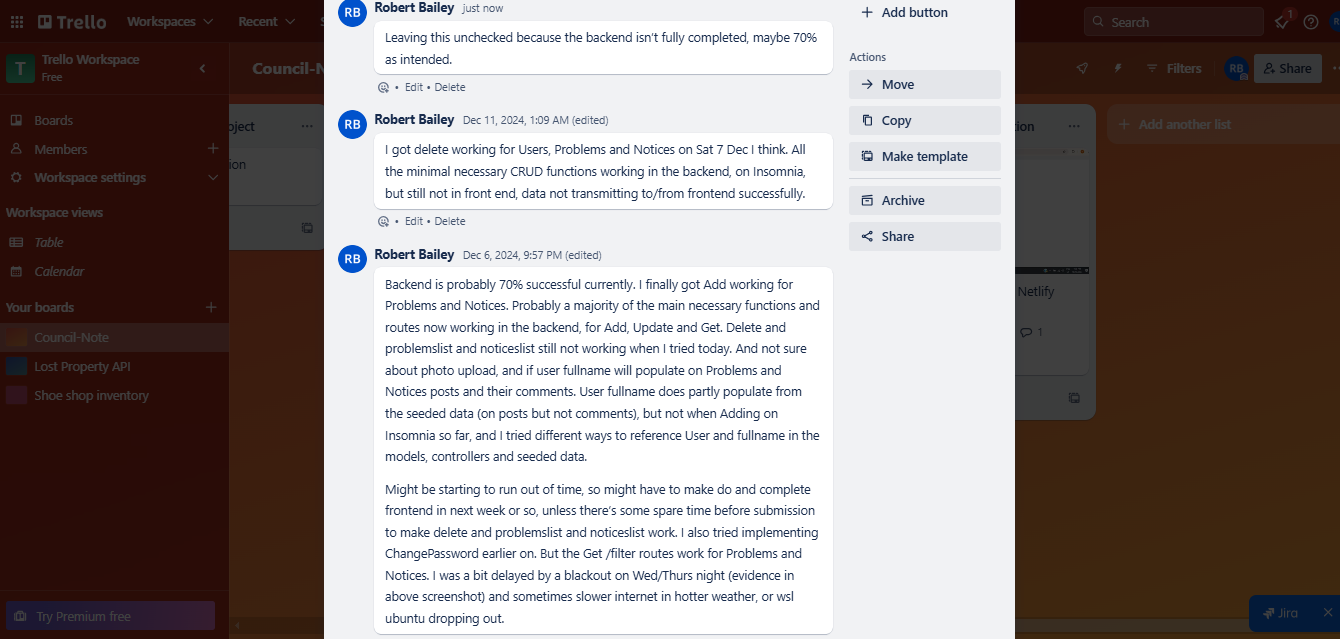 Trello
Workspaces
Recent
Search
1
Trello Workspace
Free
Boards
Members
Workspace settings
Workspace views
Table
Calendar
Your boards
Council-Note
Lost Property API
Shoe shop inventory
Try Premium free
Council-N
Filters
RB
Share
Add another list
Netlify
1
Jira
RB
Robert Bailey just now
Leaving this unchecked because the backend isn't fully completed, maybe 70%
as intended.
• Edit • Delete
RB
Robert Bailey Dec 11, 2024, 1:09 AM (edited)
I got delete working for Users, Problems and Notices on Sat 7 Dec I think. All
the minimal necessary CRUD functions working in the backend, on Insomnia,
but still not in front end, data not transmitting to/from frontend successfully.
• Edit • Delete
RB
Robert Bailey Dec 6, 2024, 9:57 PM (edited)
Backend is probably 70% successful currently. I finally got Add working for
Problems and Notices. Probably a majority of the main necessary functions and
routes now working in the backend, for Add, Update and Get. Delete and
problemslist and noticeslist still not working when I tried today. And not sure
about photo upload, and if user fullname will populate on Problems and
Notices posts and their comments. User fullname does partly populate from
the seeded data (on posts but not comments), but not when Adding on
Insomnia so far, and I tried different ways to reference User and fullname in the
models, controllers and seeded data.
Might be starting to run out of time, so might have to make do and complete
frontend in next week or so, unless there's some spare time before submission
to make delete and problemslist and noticeslist work. I also tried implementing
ChangePassword earlier on. But the Get /filter routes work for Problems and
Notices. I was a bit delayed by a blackout on Wed/Thurs night (evidence in
above screenshot) and sometimes slower internet in hotter weather, or wsl
ubuntu dropping out.
Add button
Actions
Move
Copy
Make template
Archive
Share